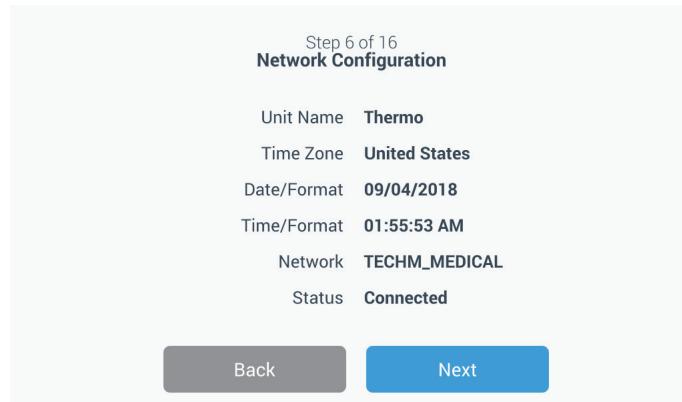 Step 6 of 16
Network Configuration
Unit Name Thermo
Time Zone United States
Date/Format 09/04/2018
Time/Format 01:55:53 AM
Network TECHM_MEDICAL
Status Connected
Back Next